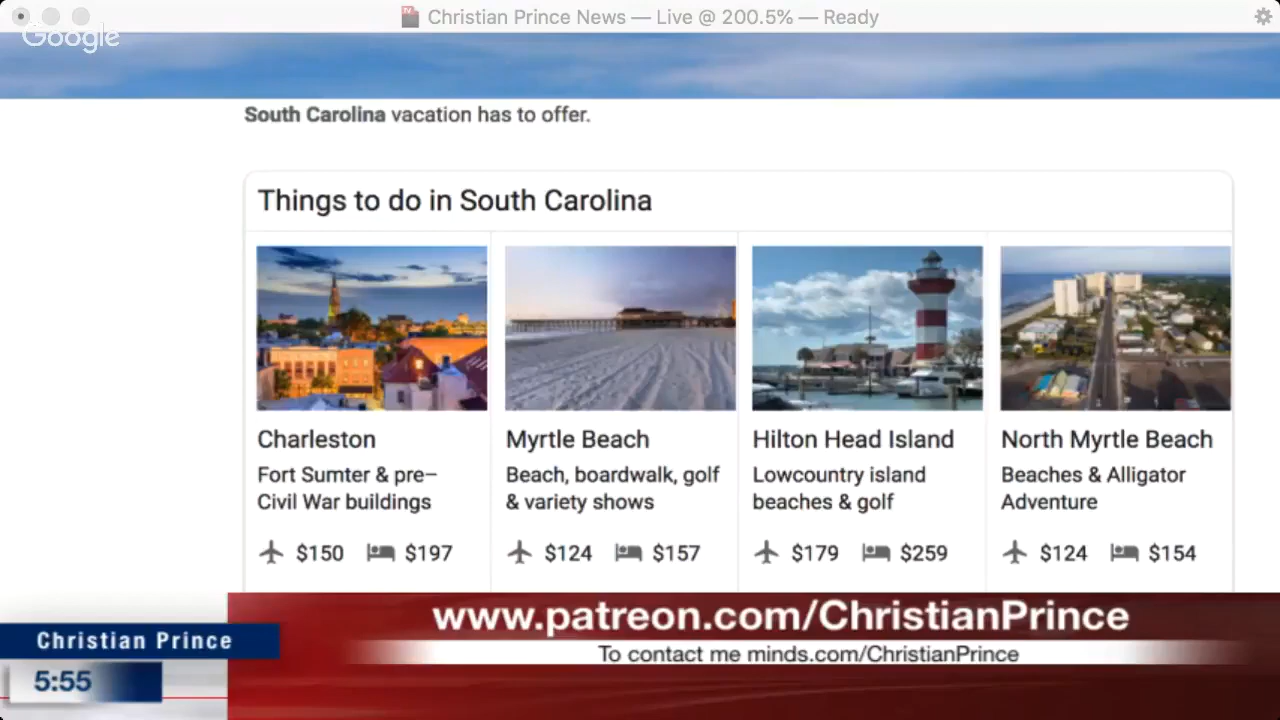 Christian Prince News — Live @ 200.5% — Ready
Google
South Carolina vacation has to offer.
Things to do in South Carolina
Charleston
Fort Sumter & pre–
Civil War buildings
$150 $197
Myrtle Beach
Beach, boardwalk, golf
& variety shows
$124 $157
Hilton Head Island
Lowcountry island
beaches & golf
$179 $259
North Myrtle Beach
Beaches & Alligator
Adventure
$124 $154
www.patreon.com/ChristianPrince
To contact me minds.com/ChristianPrince
Christian Prince
5:55